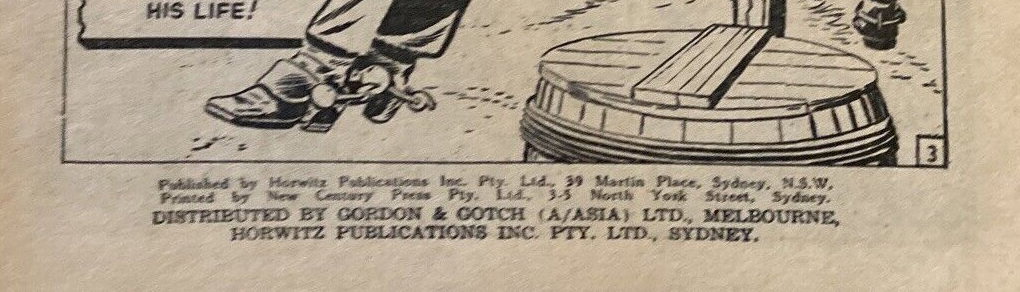 HIS LIFE!
3
Published by Horwitz Publications Inc. Pty. Ltd., 39 Martin Place, Sydney, N.S.W.
Printed by New Century Press Pty. Ltd., 3-5 North York Street, Sydney.
DISTRIBUTED BY GORDON & GOTCH (A/ASIA) LTD., MELBOURNE,
HORWITZ PUBLICATIONS INC. PTY. LTD., SYDNEY.